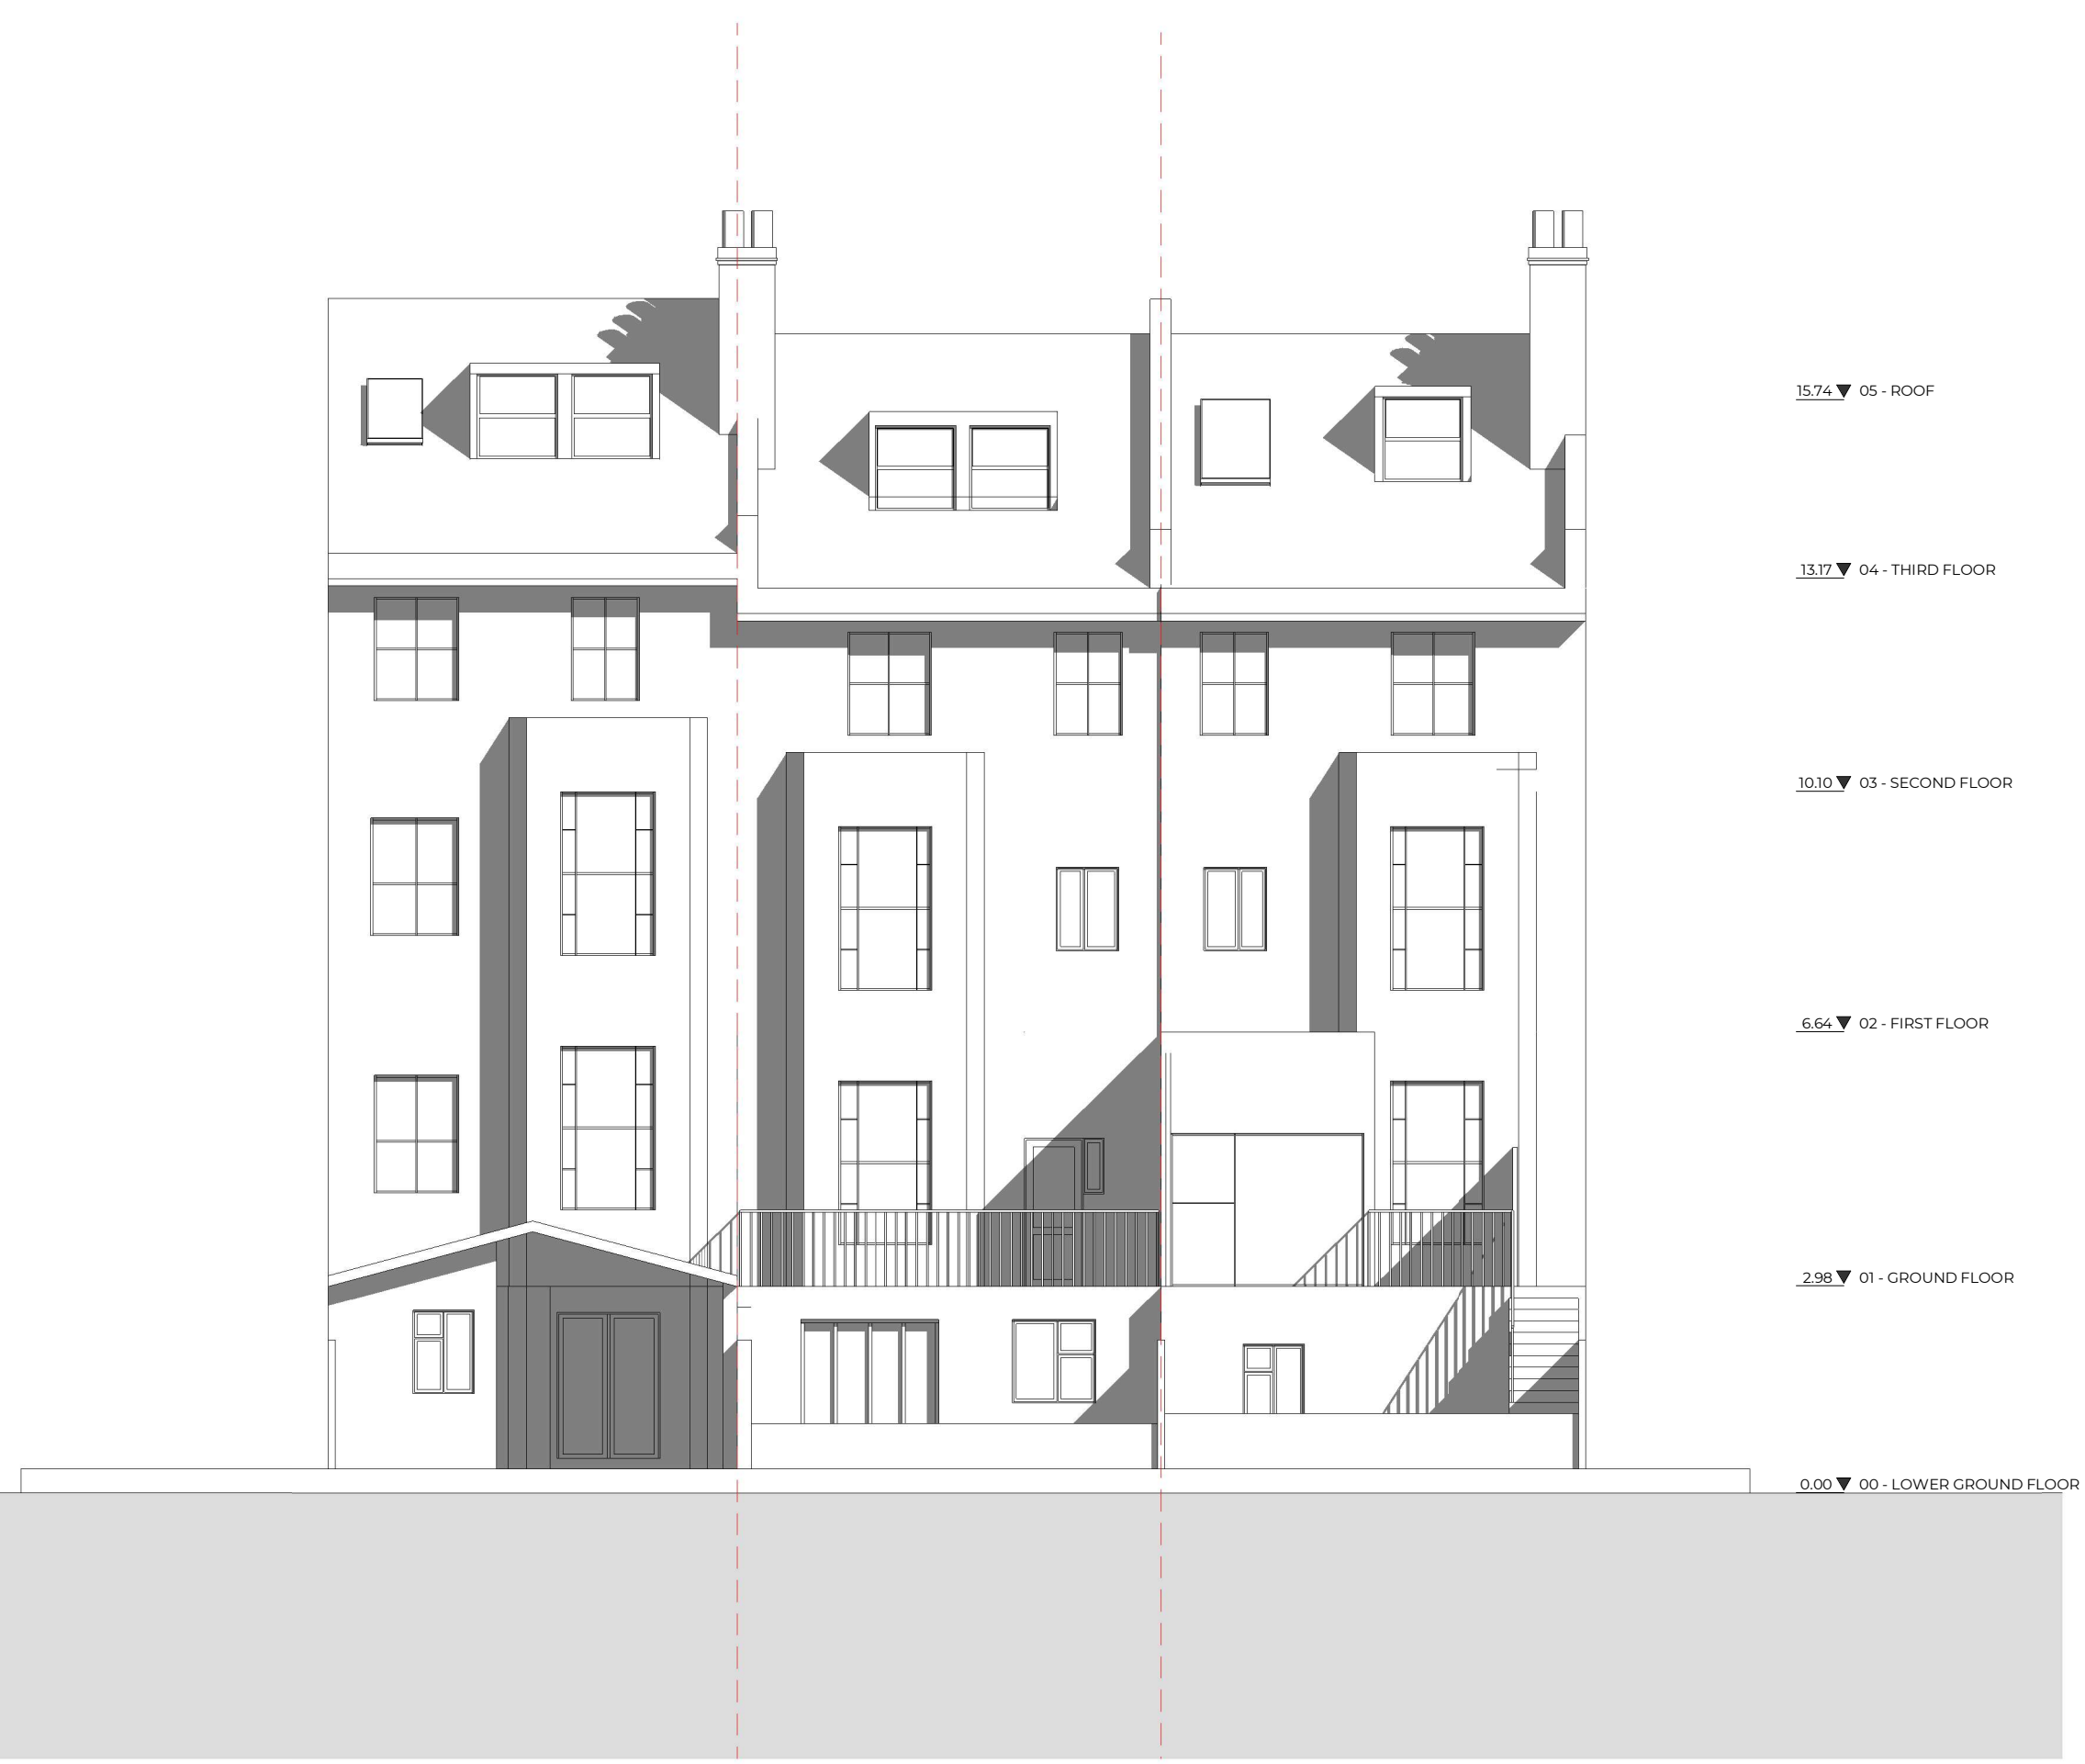 15.74 05 - ROOF
13.17 04 - THIRD FLOOR
10.10 03 - SECOND FLOOR
6.64 02 - FIRST FLOOR
2.98 01 - GROUND FLOOR
0.00 00 - LOWER GROUND FLOOR